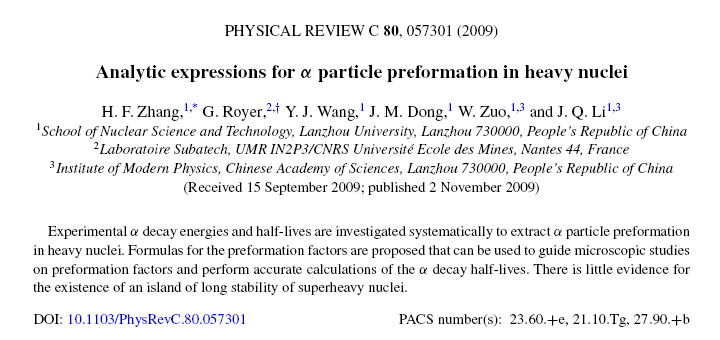 PHYSICAL REVIEW C 80, 057301 (2009)
Analytic expressions for α particle preformation in heavy nuclei
H. F. Zhang,1,* G. Royer,2,† Y. J. Wang,1 J. M. Dong,1 W. Zuo,1,3 and J. Q. Li1,3
1School of Nuclear Science and Technology, Lanzhou University, Lanzhou 730000, People's Republic of China
2Laboratoire Subatech, UMR IN2P3/CNRS Université Ecole des Mines, Nantes 44, France
3Institute of Modern Physics, Chinese Academy of Sciences, Lanzhou 730000, People's Republic of China
(Received 15 September 2009; published 2 November 2009)
Experimental α decay energies and half-lives are investigated systematically to extract α particle preformation
in heavy nuclei. Formulas for the preformation factors are proposed that can be used to guide microscopic studies
on preformation factors and perform accurate calculations of the α decay half-lives. There is little evidence for
the existence of an island of long stability of superheavy nuclei.
DOI: 10.1103/PhysRevC.80.057301 PACS number(s): 23.60.+e, 21.10.Tg, 27.90.+b